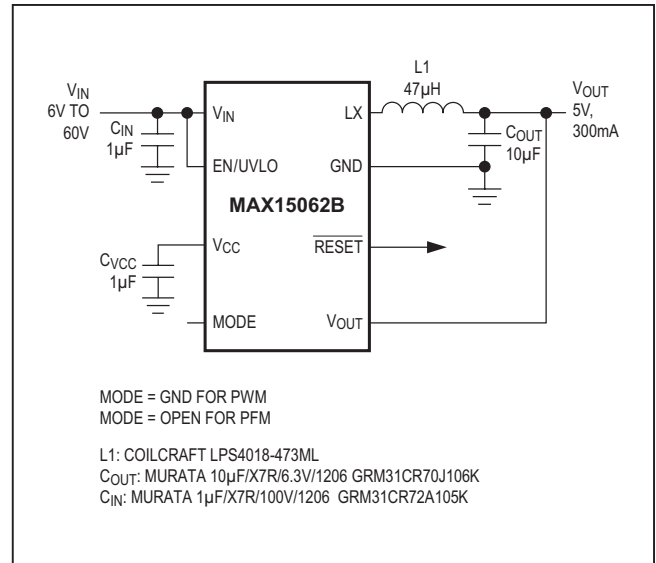 VIN
6V TO
60V
CIN
1µF
VIN
EN/UVLO
MAX15062B
VCC
CVCC
1µF
MODE
LX
GND
RESET
VOUT
L1
47µH
COUT
10µF
VOUT
5V,
300mA
MODE = GND FOR PWM
MODE = OPEN FOR PFM
L1: COILCRAFT LPS4018-473ML
COUT: MURATA 10µF/X7R/6.3V/1206 GRM31CR70J106K
CIN: MURATA 1µF/X7R/100V/1206 GRM31CR72A105K